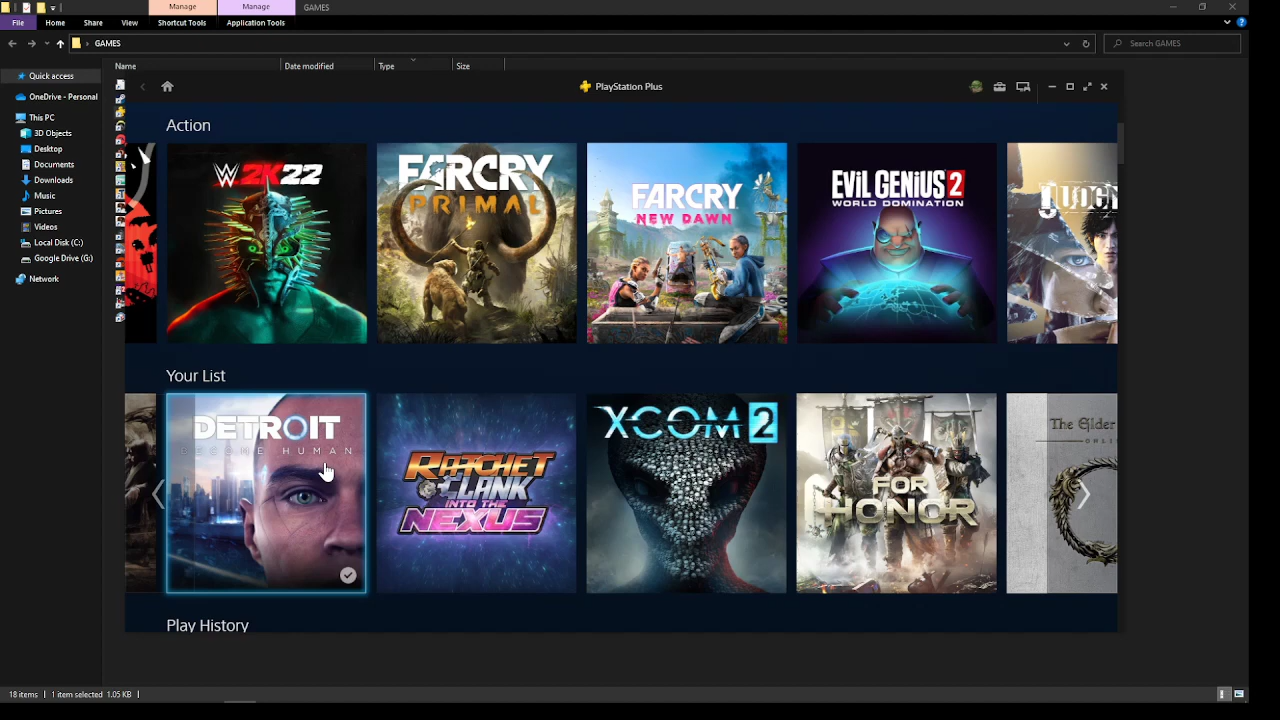 Manage
Manage
GAMES
File
Home
Share
View
Shortcut Tools
Application Tools
GAMES
Search GAMES
Name
Date modified
Type
Size
Quick access
OneDrive - Personal
This PC
3D Objects
Desktop
Documents
Downloads
Music
Pictures
Videos
Local Disk (C:)
Google Drive (G:)
Network
PlayStation Plus
Action
W 2K22
FARCRY
PRIMAL
FARCRY
NEW DAWN
EVIL GENIUS 2
WORLD DOMINATION
Your List
DETROIT
BECOME HUMAN
RATCHET
CLANK
INTO THE
NEXUS
XCOM 2
FOR
HONOR
The Elder
Play History
18 items
1 item selected 1.05 KB